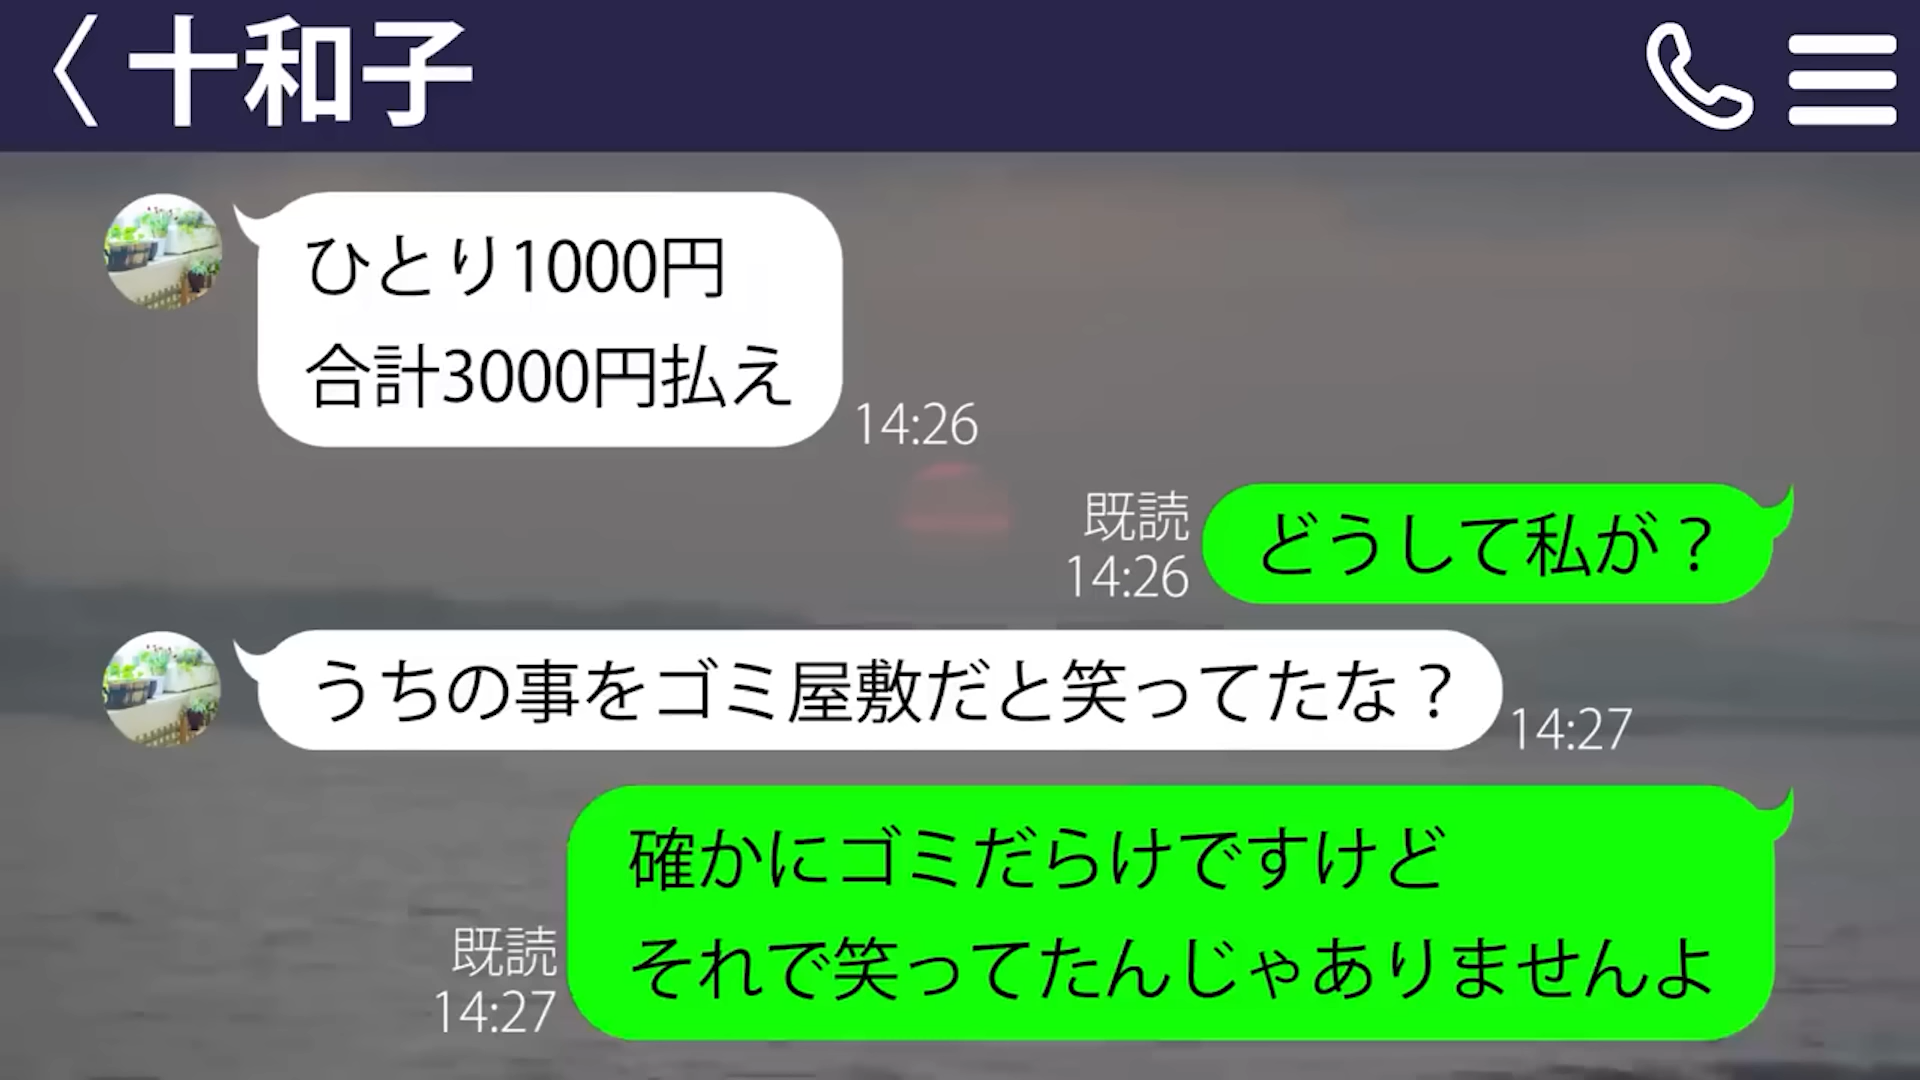 十和子
ひとり1000円
合計3000円払え
14:26
どうして私が？
既読
14:26
うちの事をゴミ屋敷だと笑ってたな？
14:27
確かにゴミだらけですけど
それで笑ってたんじゃありませんよ
既読
14:27